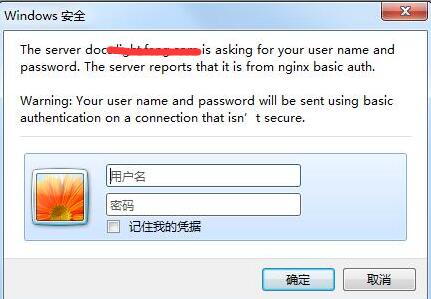 Windows 安全
The server doc is asking for your user name and
password. The server reports that it is from nginx basic auth.
Warning: Your user name and password will be sent using basic
authentication on a connection that isn't secure.
用户名
密码
记住我的凭据
确定 取消